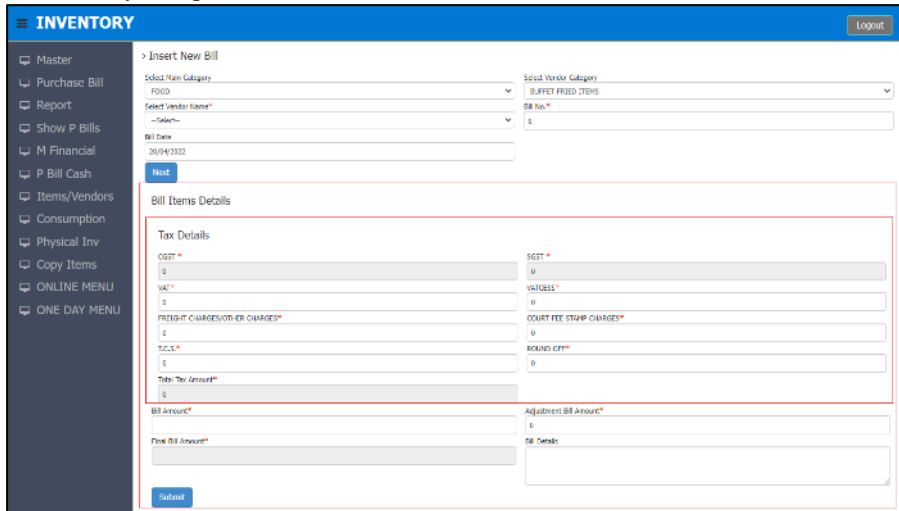 ≡ INVENTORY
Logout
Master
Purchase Bill
Report
Show P Bills
M Financial
P Bill Cash
Items/Vendors
Consumption
Physical Inv
Copy Items
ONLINE MENU
ONE DAY MENU
> Insert New Bill
Select Main Category
Select Vendor Category
FOOD
BUFFET FRIED ITEMS
Select Vendor Name*
Bill No.*
--Select--
0
Bill Date
20/04/2022
Next
Bill Items Details
Tax Details
CGST *
SGST *
0
0
VAT*
VATCESS*
0
0
FREIGHT CHARGES/OTHER CHARGES*
COURT FEE STAMP CHARGES*
0
0
T.C.S.*
ROUND OFF*
0
0
Total Tax Amount*
0
Bill Amount*
Adjustment Bill Amount*
0
Final Bill Amount*
Bill Details
Submit